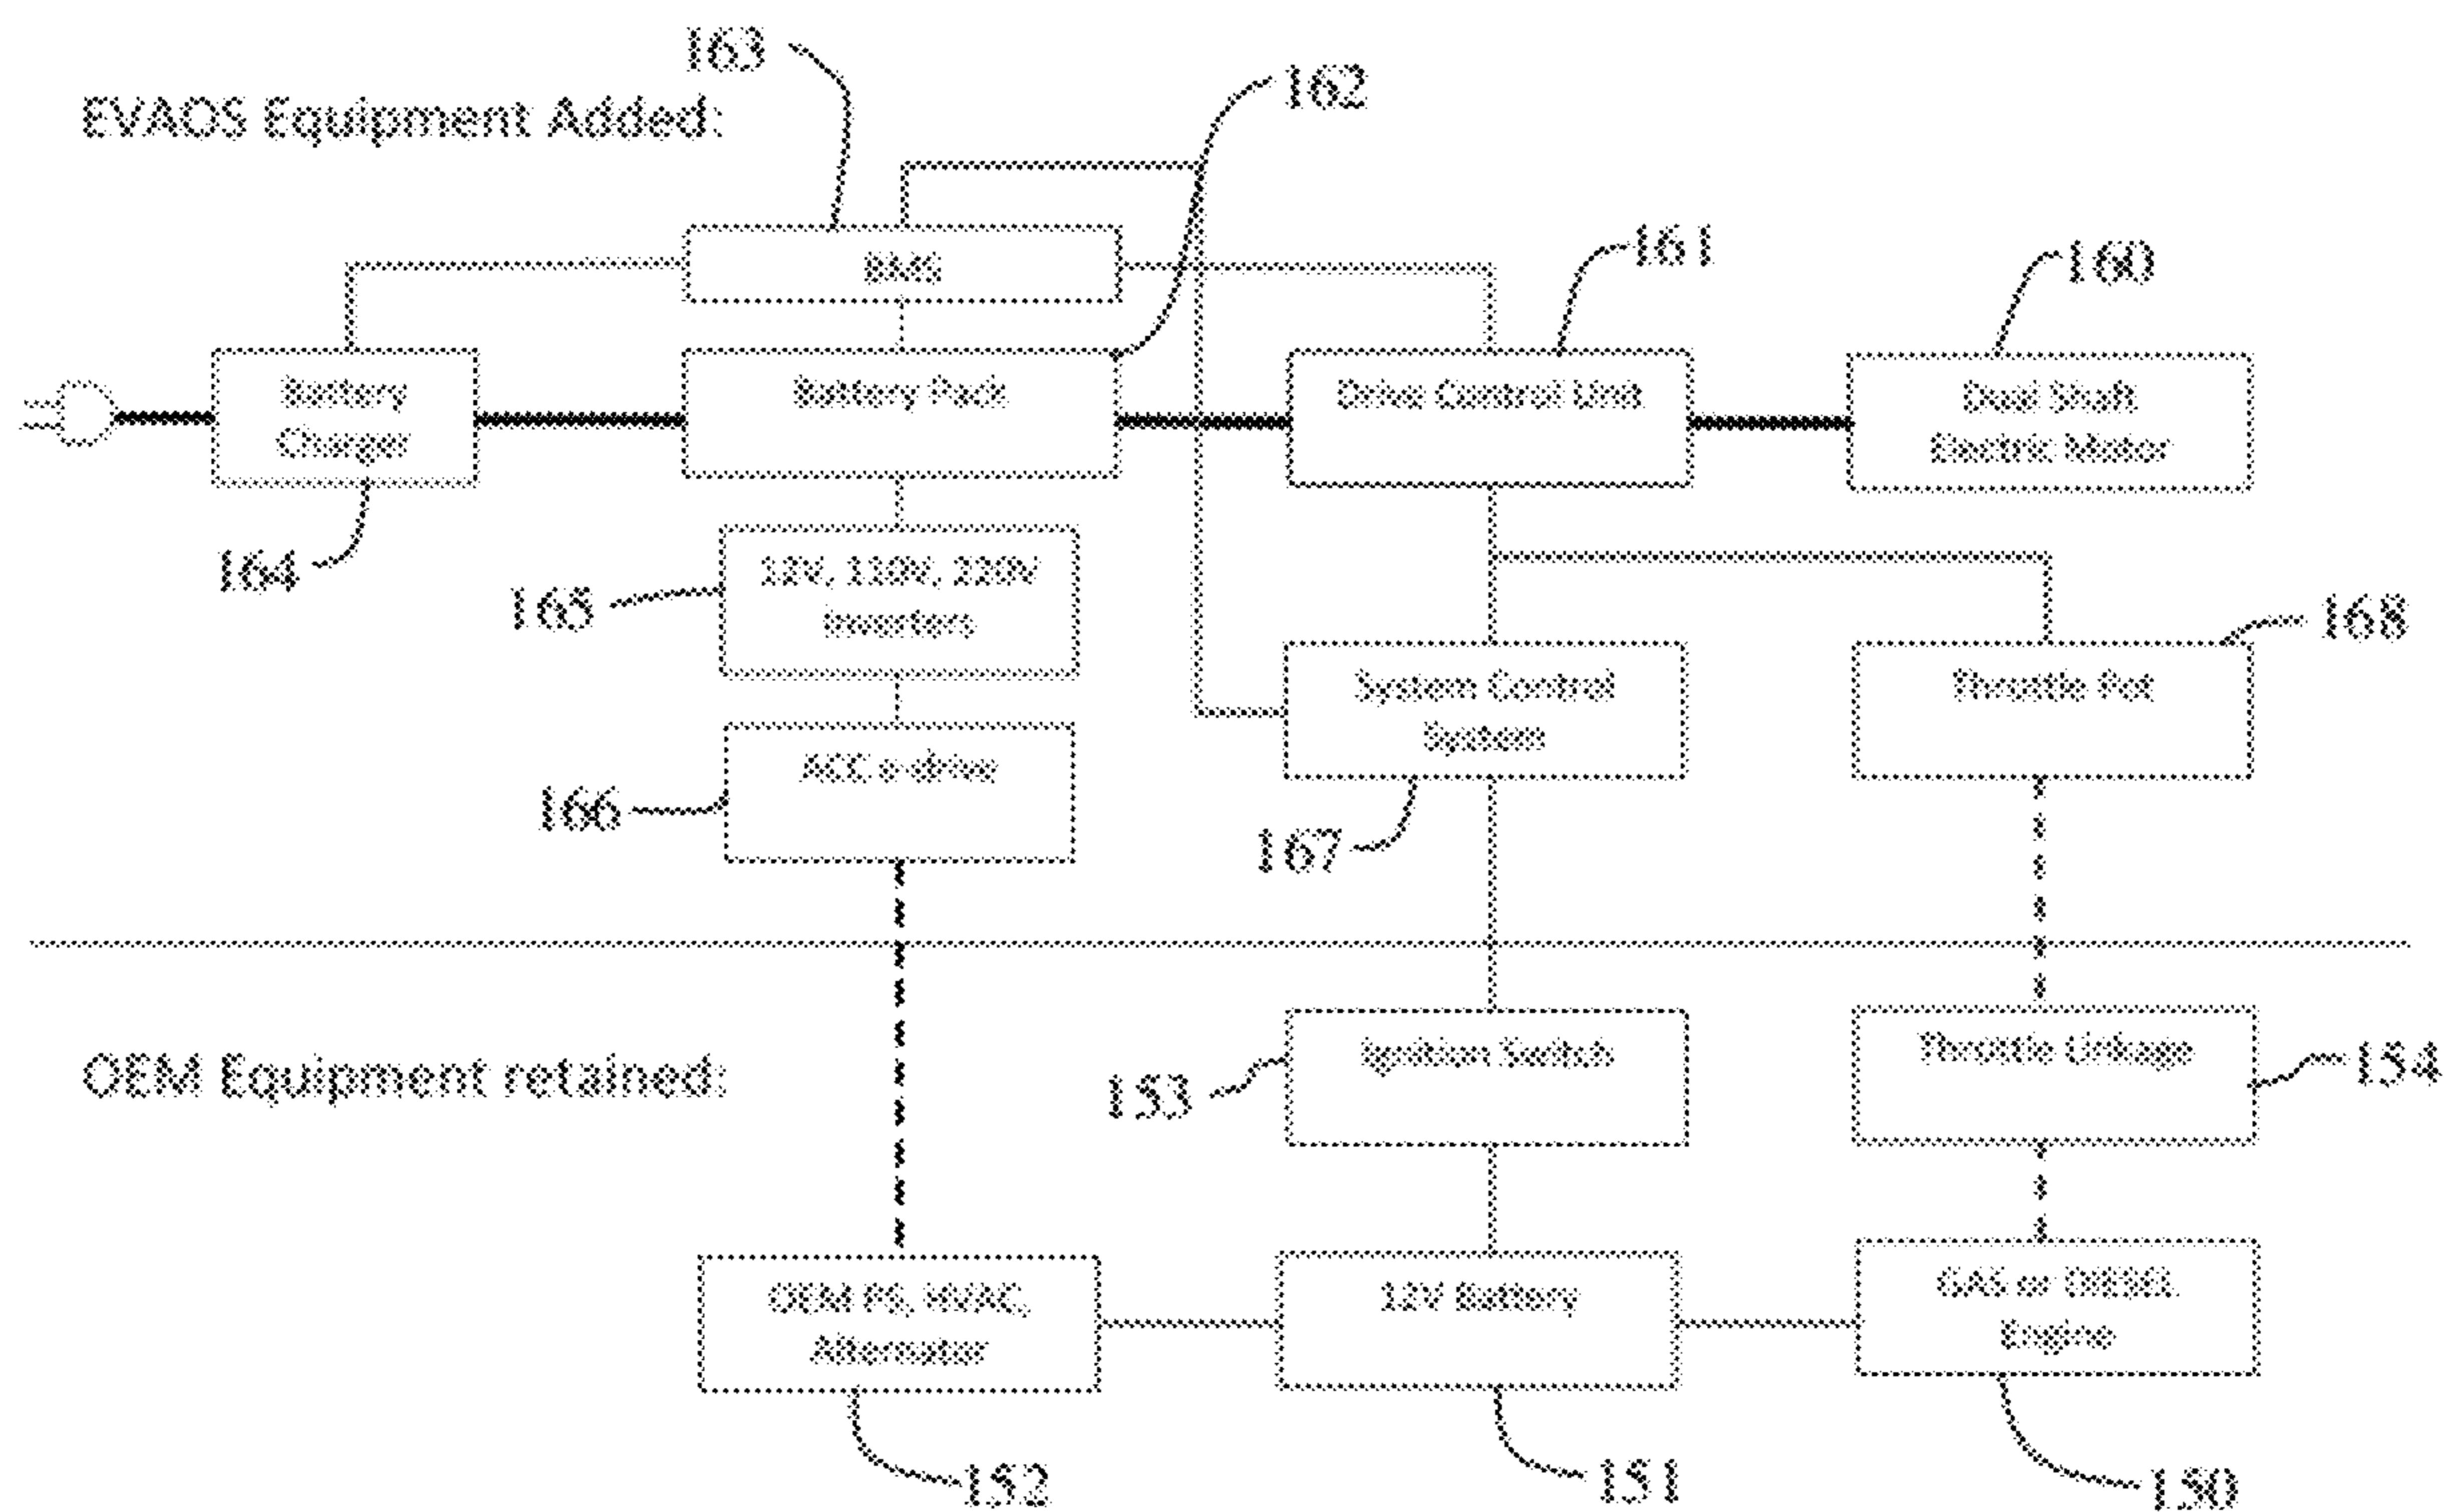 163
162
EVAOS Equipment Added:
BMS
161
160
Battery
Charger
Battery Pack
Drive Control Unit
Dual Shaft
Electric Motor
164
165
12V, 110V, 220V
Inverters
168
System Control
System
Throttle Pot
ACC e-drive
166
167
OEM Equipment retained:
Ignition Switch
Throttle Linkage
153
154
OEM PS, HVAC,
Alternator
12V Battery
GAS or DIESEL
Engine
152
151
150